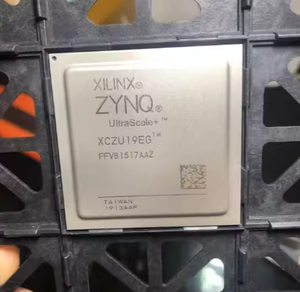 XILINX®
ZYNQ®
UltraScale+™
XCZU19EG™
FFVB1517AAZ
TAIWAN